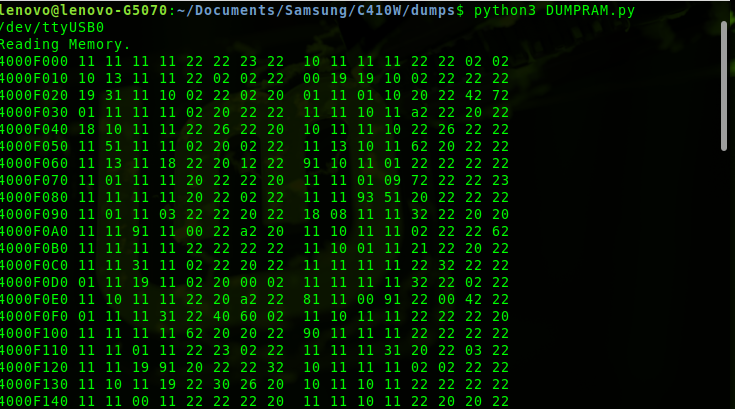 lenovo@lenovo-G5070:~/Documents/Samsung/C410W/dumps$ python3 DUMPRAM.py
/dev/ttyUSB0
Reading Memory.
4000F000 11 11 11 11 22 22 23 22  10 11 11 11 22 22 02 02
4000F010 10 13 11 11 22 02 02 22  00 19 19 10 02 22 22 22
4000F020 19 31 11 10 02 22 02 20  01 11 01 10 20 22 42 72
4000F030 01 11 11 11 02 20 22 22  11 11 10 11 a2 22 20 22
4000F040 18 10 11 11 22 26 22 20  10 11 11 10 22 26 22 22
4000F050 11 51 11 11 02 20 02 22  11 13 10 11 62 20 22 22
4000F060 11 13 11 18 22 20 12 22  91 10 11 01 22 22 22 22
4000F070 11 01 11 11 20 22 22 20  11 11 01 09 72 22 22 23
4000F080 11 11 11 11 20 22 02 22  11 11 93 51 20 22 22 22
4000F090 11 01 11 03 22 22 20 22  18 08 11 11 32 22 20 20
4000F0A0 11 11 91 11 00 22 a2 20  11 10 11 11 02 22 22 62
4000F0B0 11 11 11 11 22 22 22 22  11 10 01 11 21 22 20 22
4000F0C0 11 11 31 11 02 22 20 22  11 11 11 11 22 32 22 22
4000F0D0 01 11 19 11 02 20 00 02  11 11 11 11 32 22 02 22
4000F0E0 11 10 11 11 22 20 a2 22  81 11 00 91 22 00 42 22
4000F0F0 01 11 11 31 22 40 60 02  11 10 11 11 22 22 22 20
4000F100 11 11 11 11 62 20 20 22  90 11 11 11 22 22 22 22
4000F110 11 11 01 11 22 23 02 22  11 11 11 31 20 22 03 22
4000F120 11 11 19 91 20 22 22 32  10 11 11 11 02 02 22 22
4000F130 11 10 11 19 22 30 26 20  10 11 10 11 22 22 22 22
4000F140 11 11 00 11 22 22 22 20  11 11 10 11 22 20 20 22